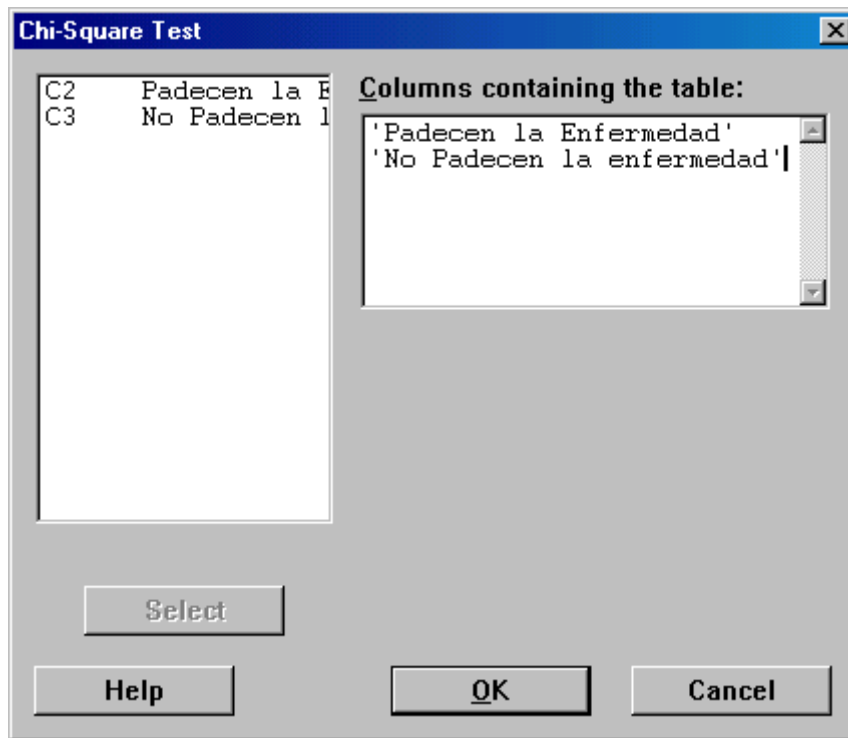 Chi-Square Test
C2 Padecen la E
C3 No Padecen l
Columns containing the table:
'Padecen la Enfermedad'
'No Padecen la enfermedad'
Select
Help
OK
Cancel